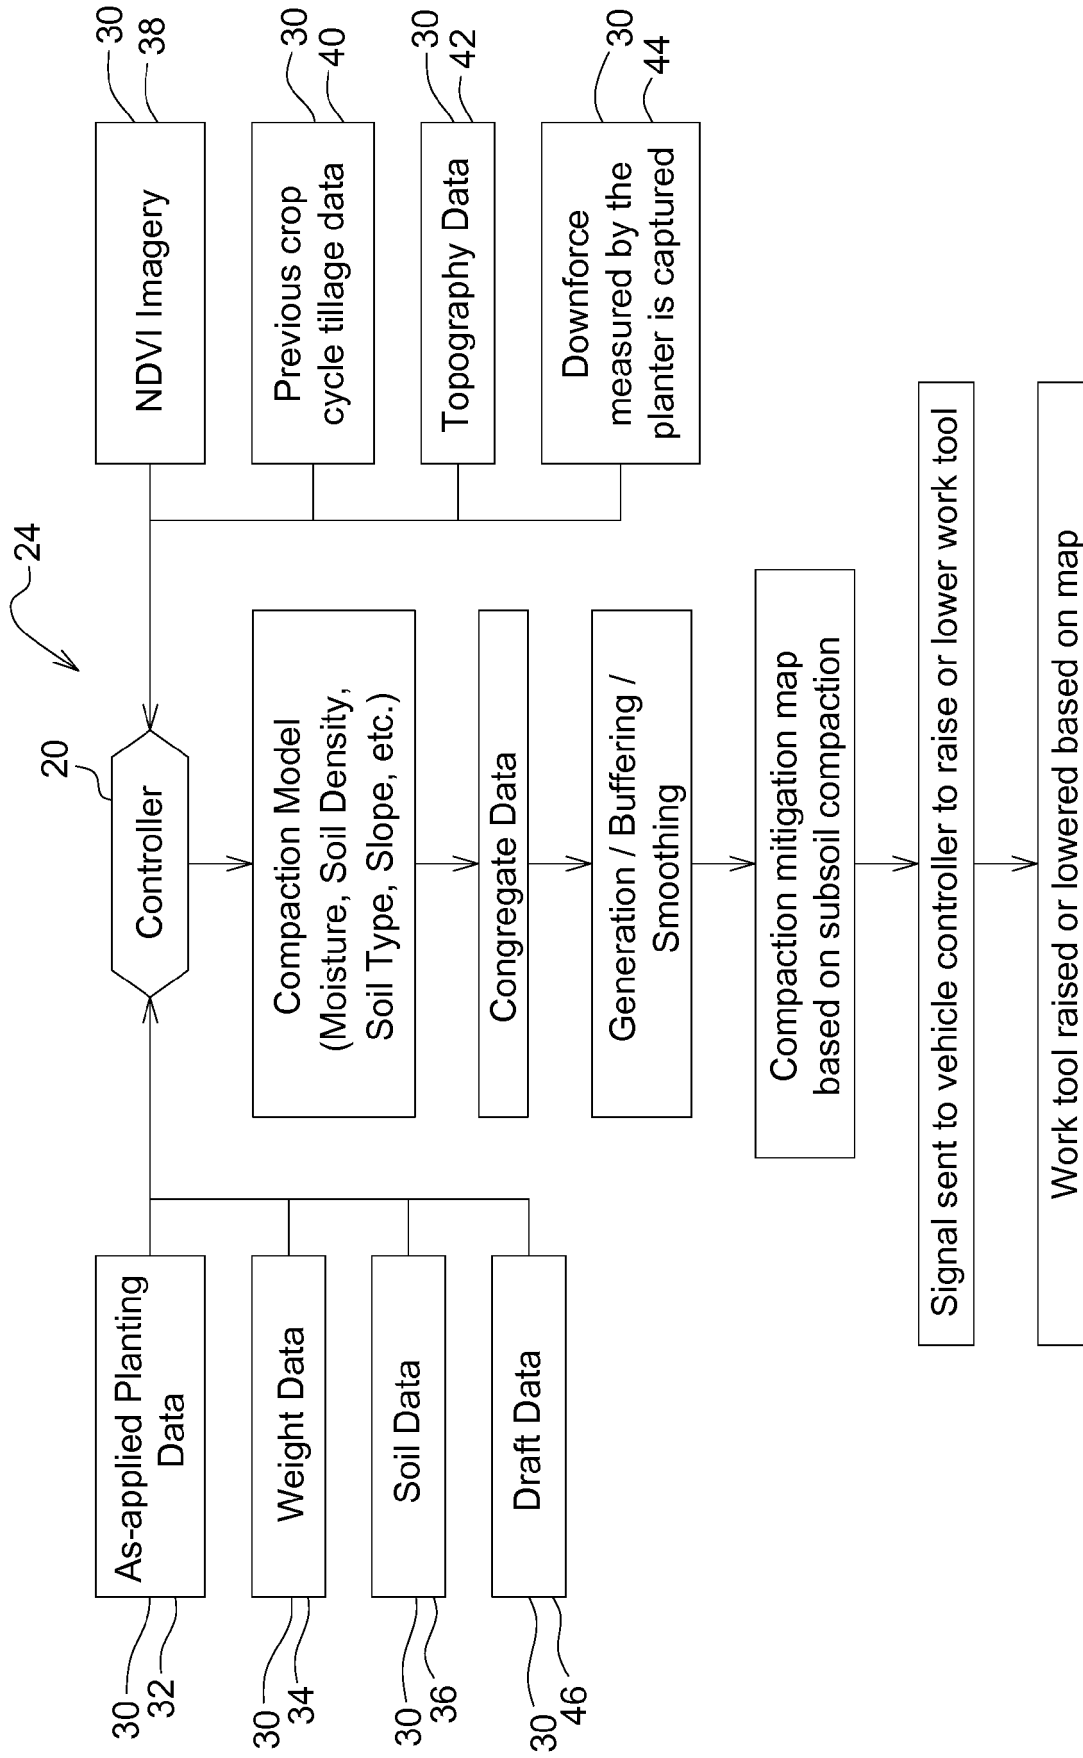 24
20
Controller
30
32
As-applied Planting
Data
30
34
Weight Data
30
36
Soil Data
30
46
Draft Data
NDVI Imagery
30
38
Previous crop
cycle tillage data
30
40
Topography Data
30
42
Downforce
measured by the
planter is captured
30
44
Compaction Model
(Moisture, Soil Density,
Soil Type, Slope, etc.)
Congregate Data
Generation / Buffering /
Smoothing
Compaction mitigation map
based on subsoil compaction
Signal sent to vehicle controller to raise or lower work tool
Work tool raised or lowered based on map